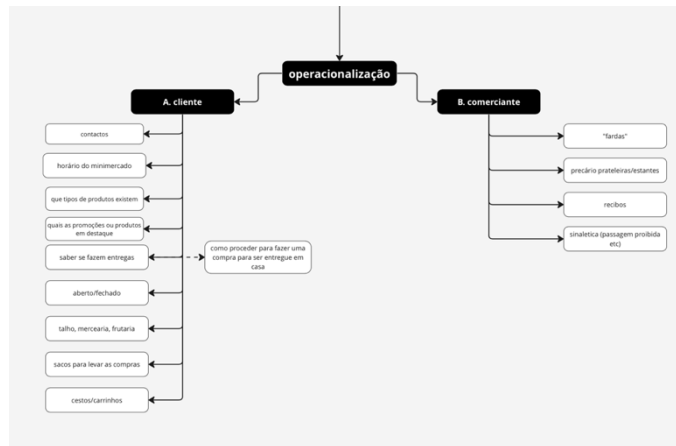 operacionalização
A. cliente
contactos
horário do minimercado
que tipos de produtos existem
quais as promoções ou produtos
em destaque
saber se fazem entregas
como proceder para fazer uma
compra para ser entregue em
casa
aberto/fechado
talho, mercearia, frutaria
sacos para levar as compras
cestos/carrinhos
B. comerciante
"fardas"
precário prateleiras/estantes
recibos
sinaletica (passagem proibida
etc)